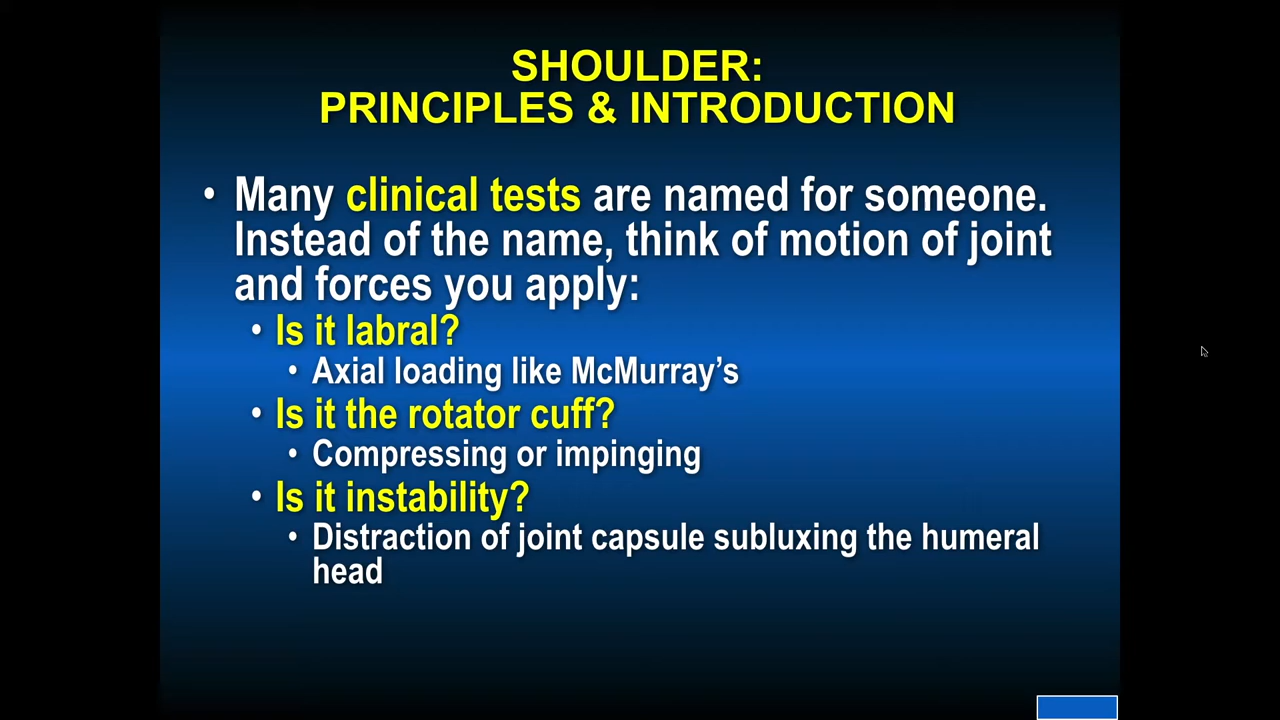 SHOULDER:
PRINCIPLES & INTRODUCTION
• Many clinical tests are named for someone.
Instead of the name, think of motion of joint
and forces you apply:
• Is it labral?
• Axial loading like McMurray's
• Is it the rotator cuff?
• Compressing or impinging
• Is it instability?
• Distraction of joint capsule subluxing the humeral
head